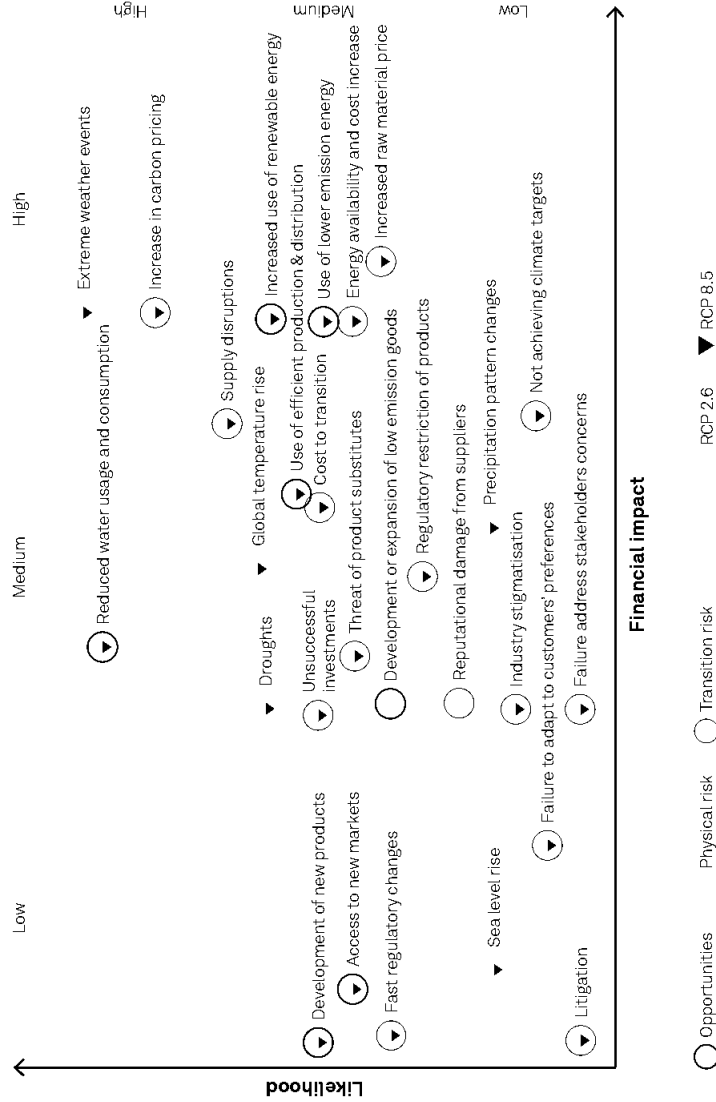 Low
Medium
High
High
Medium
Low
Likelihood
Extreme weather events
Reduced water usage and consumption
Increase in carbon pricing
Supply disruptions
Global temperature rise
Increased use of renewable energy
Droughts
Use of efficient production & distribution
Development of new products
Unsuccessful
investments
Cost to transition
Use of lower emission energy
Access to new markets
Threat of product substitutes
Energy availability and cost increase
Increased raw material price
Fast regulatory changes
Development or expansion of low emission goods
Regulatory restriction of products
Reputational damage from suppliers
Sea level rise
Precipitation pattern changes
Industry stigmatisation
Not achieving climate targets
Failure to adapt to customers' preferences
Litigation
Failure address stakeholders concerns
Financial impact
Opportunities
Physical risk
Transition risk
RCP 2.6
RCP 8.5